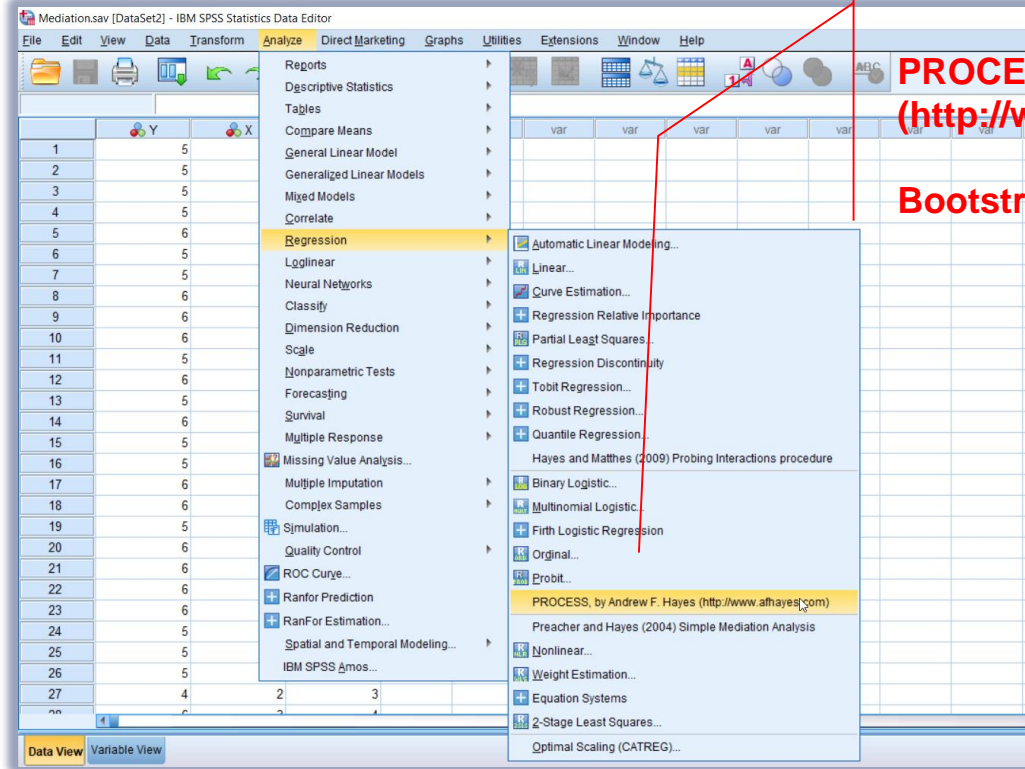 Mediation.sav [DataSet2] - IBM SPSS Statistics Data Editor
File Edit View Data Transform Analyze Direct Marketing Graphs Utilities Extensions Window Help
PROCE
(http://w
Bootstr
Y X var var var var var var var
1 5
2 5
3 5
4 5
5 6
6 5
7 5
8 6
9 6
10 6
11 5
12 6
13 5
14 6
15 5
16 5
17 6
18 6
19 5
20 6
21 6
22 6
23 6
24 5
25 5
26 5
27 4 2 3
Data View Variable View
Reports
Descriptive Statistics
Tables
Compare Means
General Linear Model
Generalized Linear Models
Mixed Models
Correlate
Regression
Loglinear
Neural Networks
Classify
Dimension Reduction
Scale
Nonparametric Tests
Forecasting
Survival
Multiple Response
Missing Value Analysis...
Multiple Imputation
Complex Samples
Simulation...
Quality Control
ROC Curve...
Ranfor Prediction
RanFor Estimation...
Spatial and Temporal Modeling...
IBM SPSS Amos...
Automatic Linear Modeling...
Linear...
Curve Estimation...
Regression Relative Importance
Partial Least Squares...
Regression Discontinuity
Tobit Regression...
Robust Regression...
Quantile Regression...
Hayes and Matthes (2009) Probing Interactions procedure
Binary Logistic...
Multinomial Logistic...
Firth Logistic Regression
Ordinal...
Probit...
PROCESS, by Andrew F. Hayes (http://www.afhayes.com)
Preacher and Hayes (2004) Simple Mediation Analysis
Nonlinear...
Weight Estimation...
Equation Systems
2-Stage Least Squares...
Optimal Scaling (CATREG)...